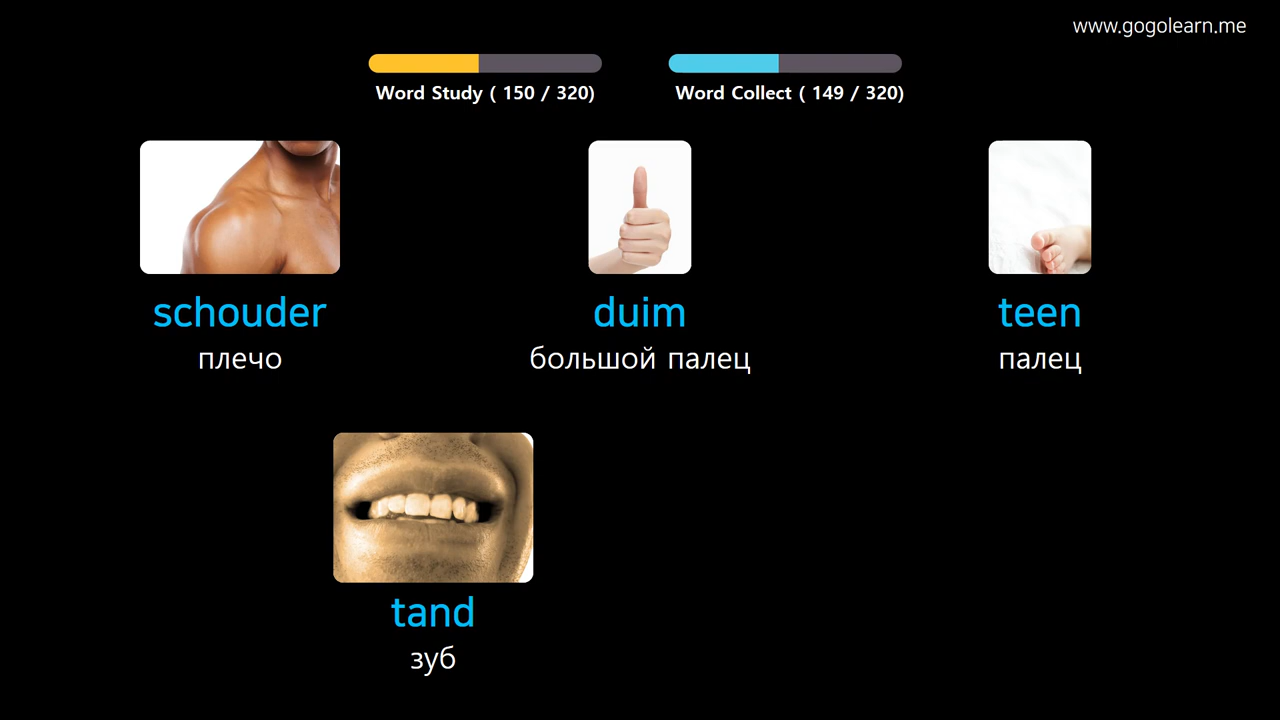 www.gogolearn.me
Word Study ( 150 / 320)
Word Collect ( 149 / 320)
schouder
плечо
duim
большой палец
teen
палец
tand
зуб